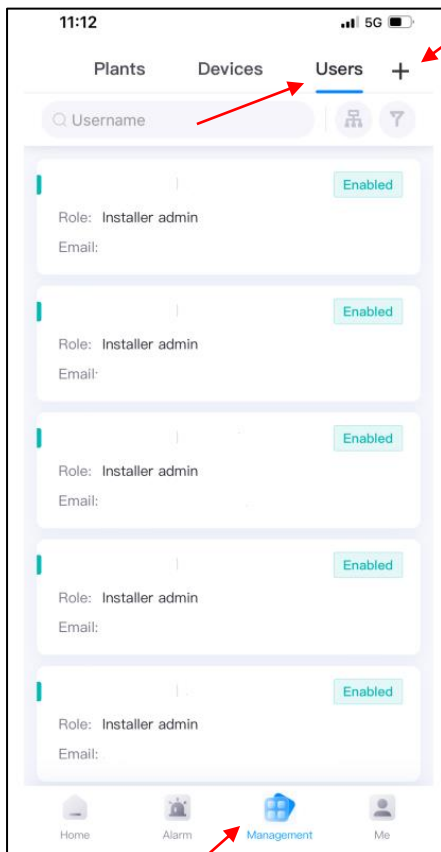 11:12 5G
Plants Devices Users +
Username
Enabled
Role: Installer admin
Email:
Enabled
Role: Installer admin
Email:
Enabled
Role: Installer admin
Email:
Enabled
Role: Installer admin
Email:
Enabled
Role: Installer admin
Email:
Home Alarm Management Me